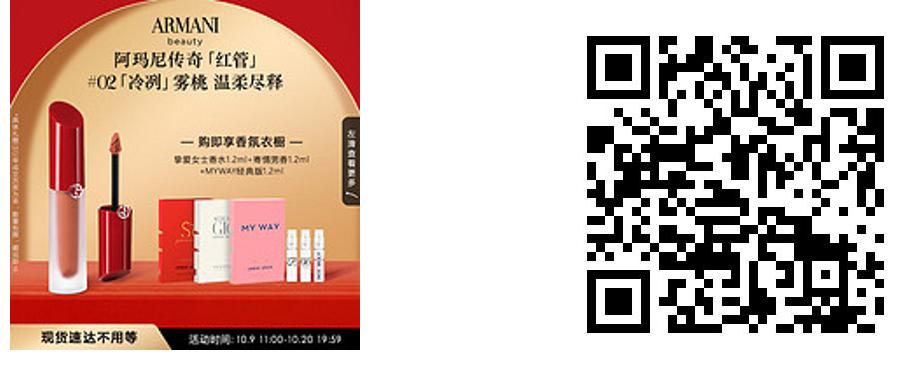 ARMANI
beauty
阿玛尼传奇「红管」
#02「冷冽」雾桃 温柔尽释
— 购即享香氛衣橱 —
挚爱女士香水1.2ml+寄情男香1.2ml
+MYWAY经典版1.2ml
左滑查看更多
MY WAY
现货速达不用等
活动时间:10.9 11:00-10.20 19:59